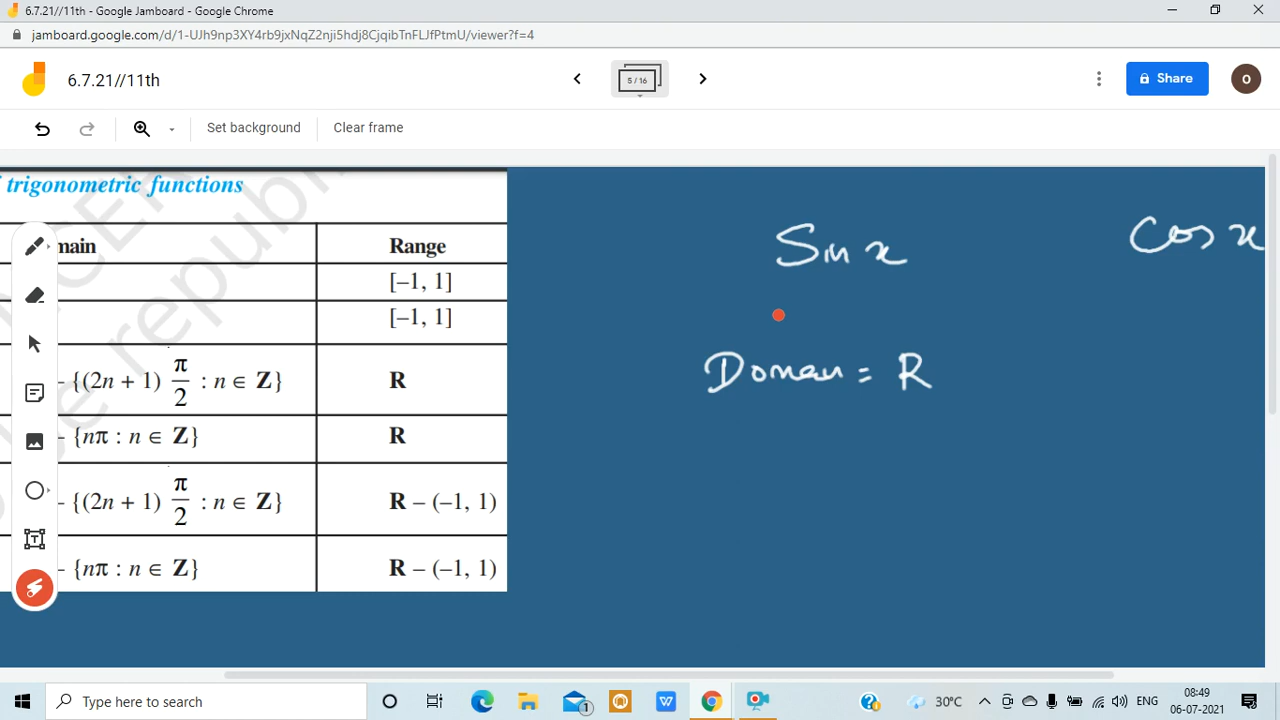 6.7.21//11th - Google Jamboard - Google Chrome
jamboard.google.com/d/1-UJh9np3XY4rb9jxNqZ2nji5hdj8CjqibTnFLJfPtmU/viewer?f=4
6.7.21//11th
5 / 16
Share
O
Set background
Clear frame
trigonometric functions
main
Range
[–1, 1]
[–1, 1]
– {(2n + 1) π/2 : n ∈ Z}
R
– {nπ : n ∈ Z}
R
– {(2n + 1) π/2 : n ∈ Z}
R – (–1, 1)
– {nπ : n ∈ Z}
R – (–1, 1)
Sin x
Cos x
Doman = R
Type here to search
1
30°C
ENG
08:49
06-07-2021